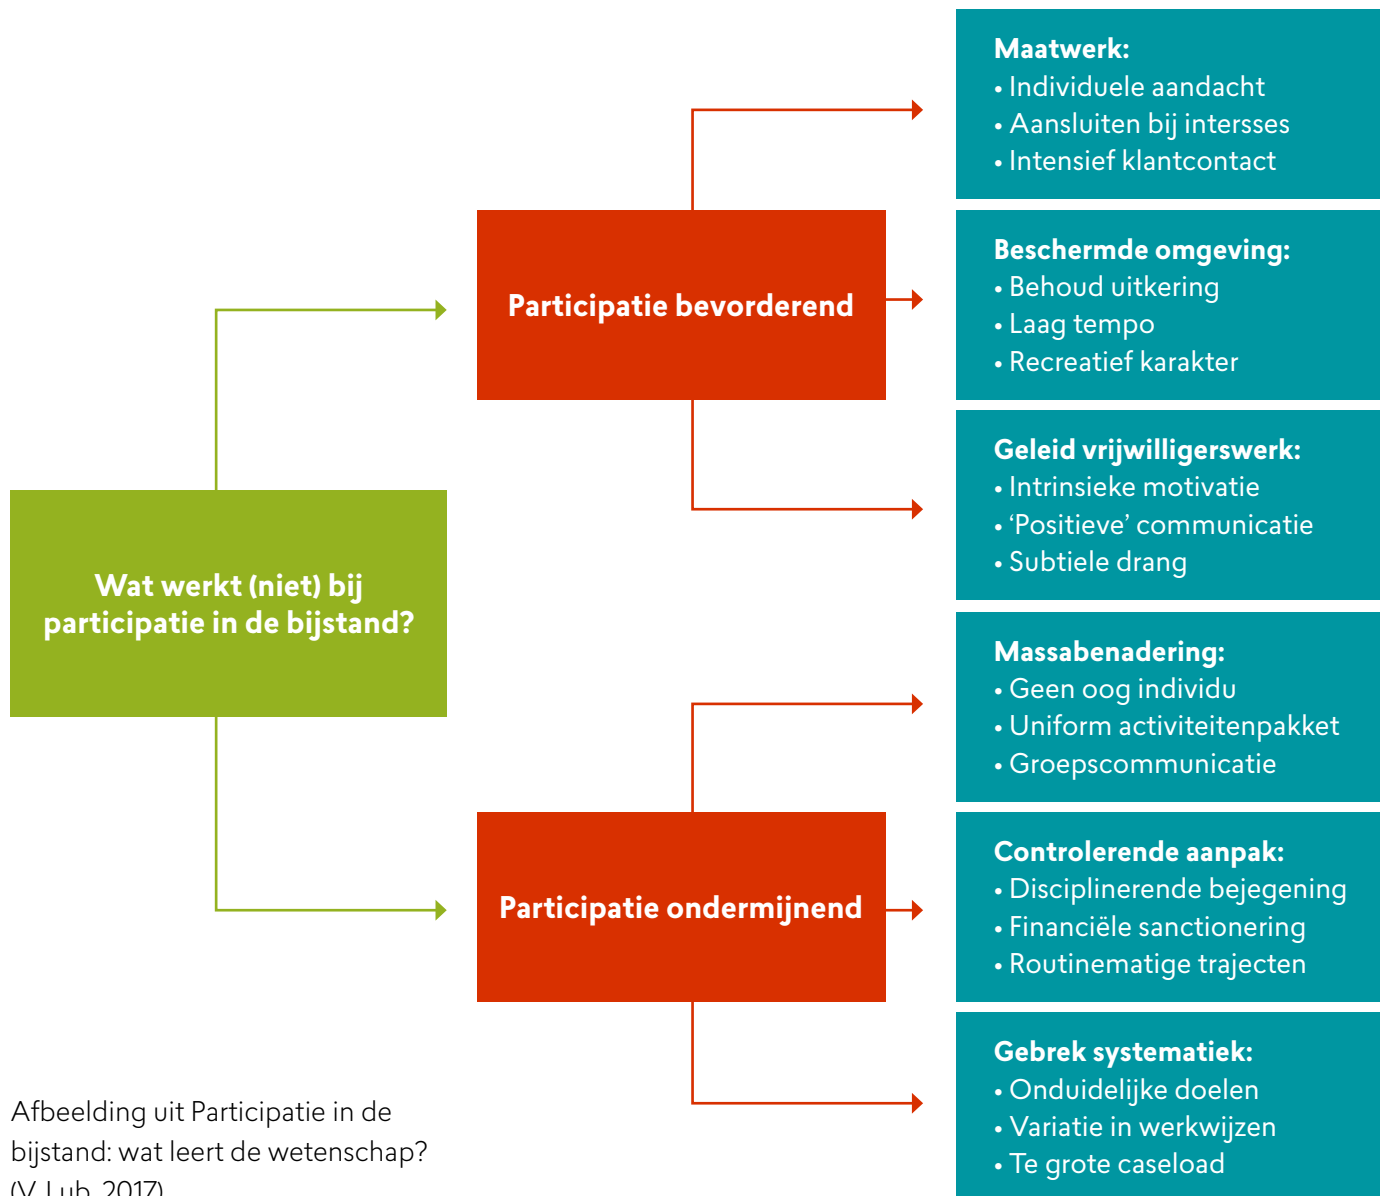 Wat werkt (niet) bij
participatie in de bijstand?
Participatie bevorderend
Maatwerk:
• Individuele aandacht
• Aansluiten bij intersses
• Intensief klantcontact
Beschermde omgeving:
• Behoud uitkering
• Laag tempo
• Recreatief karakter
Geleid vrijwilligerswerk:
• Intrinsieke motivatie
• ‘Positieve’ communicatie
• Subtiele drang
Participatie ondermijnend
Massabenadering:
• Geen oog individu
• Uniform activiteitenpakket
• Groepscommunicatie
Controlerende aanpak:
• Disciplinerende bejegening
• Financiële sanctionering
• Routinematige trajecten
Gebrek systematiek:
• Onduidelijke doelen
• Variatie in werkwijzen
• Te grote caseload
Afbeelding uit Participatie in de
bijstand: wat leert de wetenschap?
(V. Lub, 2017)